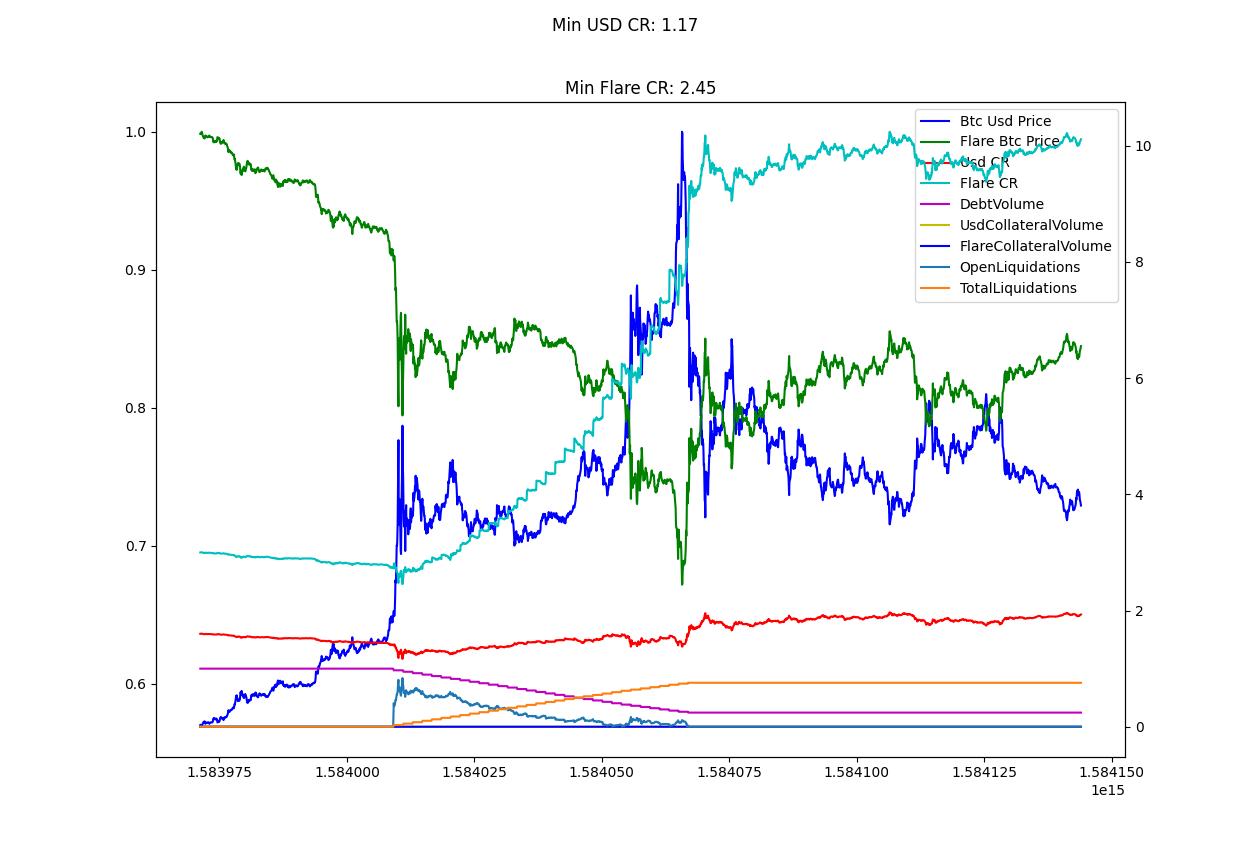 Min USD CR: 1.17
Min Flare CR: 2.45
Btc Usd Price
Flare Btc Price
Usd CR
Flare CR
DebtVolume
UsdCollateralVolume
FlareCollateralVolume
OpenLiquidations
TotalLiquidations
1.0
0.9
0.8
0.7
0.6
10
8
6
4
2
0
1.583975
1.584000
1.584025
1.584050
1.584075
1.584100
1.584125
1.584150
1e15